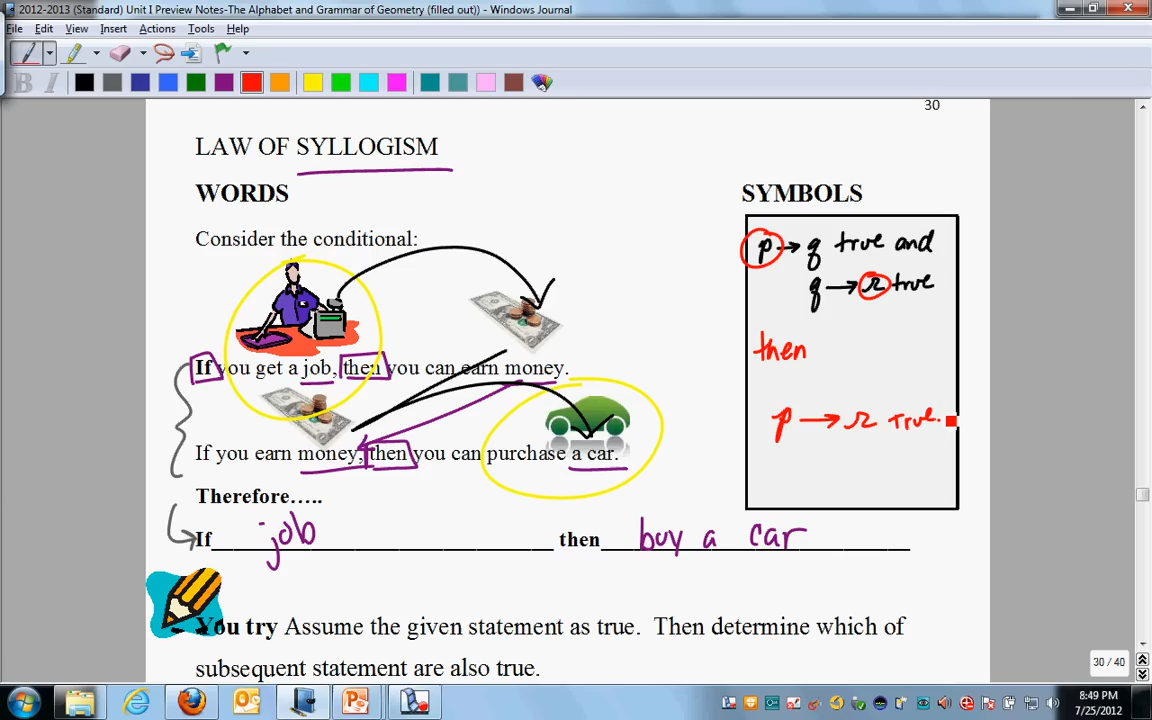 2012-2013 (Standard) Unit I Preview Notes-The Alphabet and Grammar of Geometry (filled out)) - Windows Journal
File Edit View Insert Actions Tools Help
B I
30
LAW OF SYLLOGISM
WORDS
SYMBOLS
Consider the conditional:
p → q true and
q → r true
then
p → r true.
If you get a job, then you can earn money.
If you earn money, then you can purchase a car.
Therefore…..
If job then buy a car
You try Assume the given statement as true. Then determine which of
subsequent statement are also true.
30 / 40
8:49 PM
7/25/2012